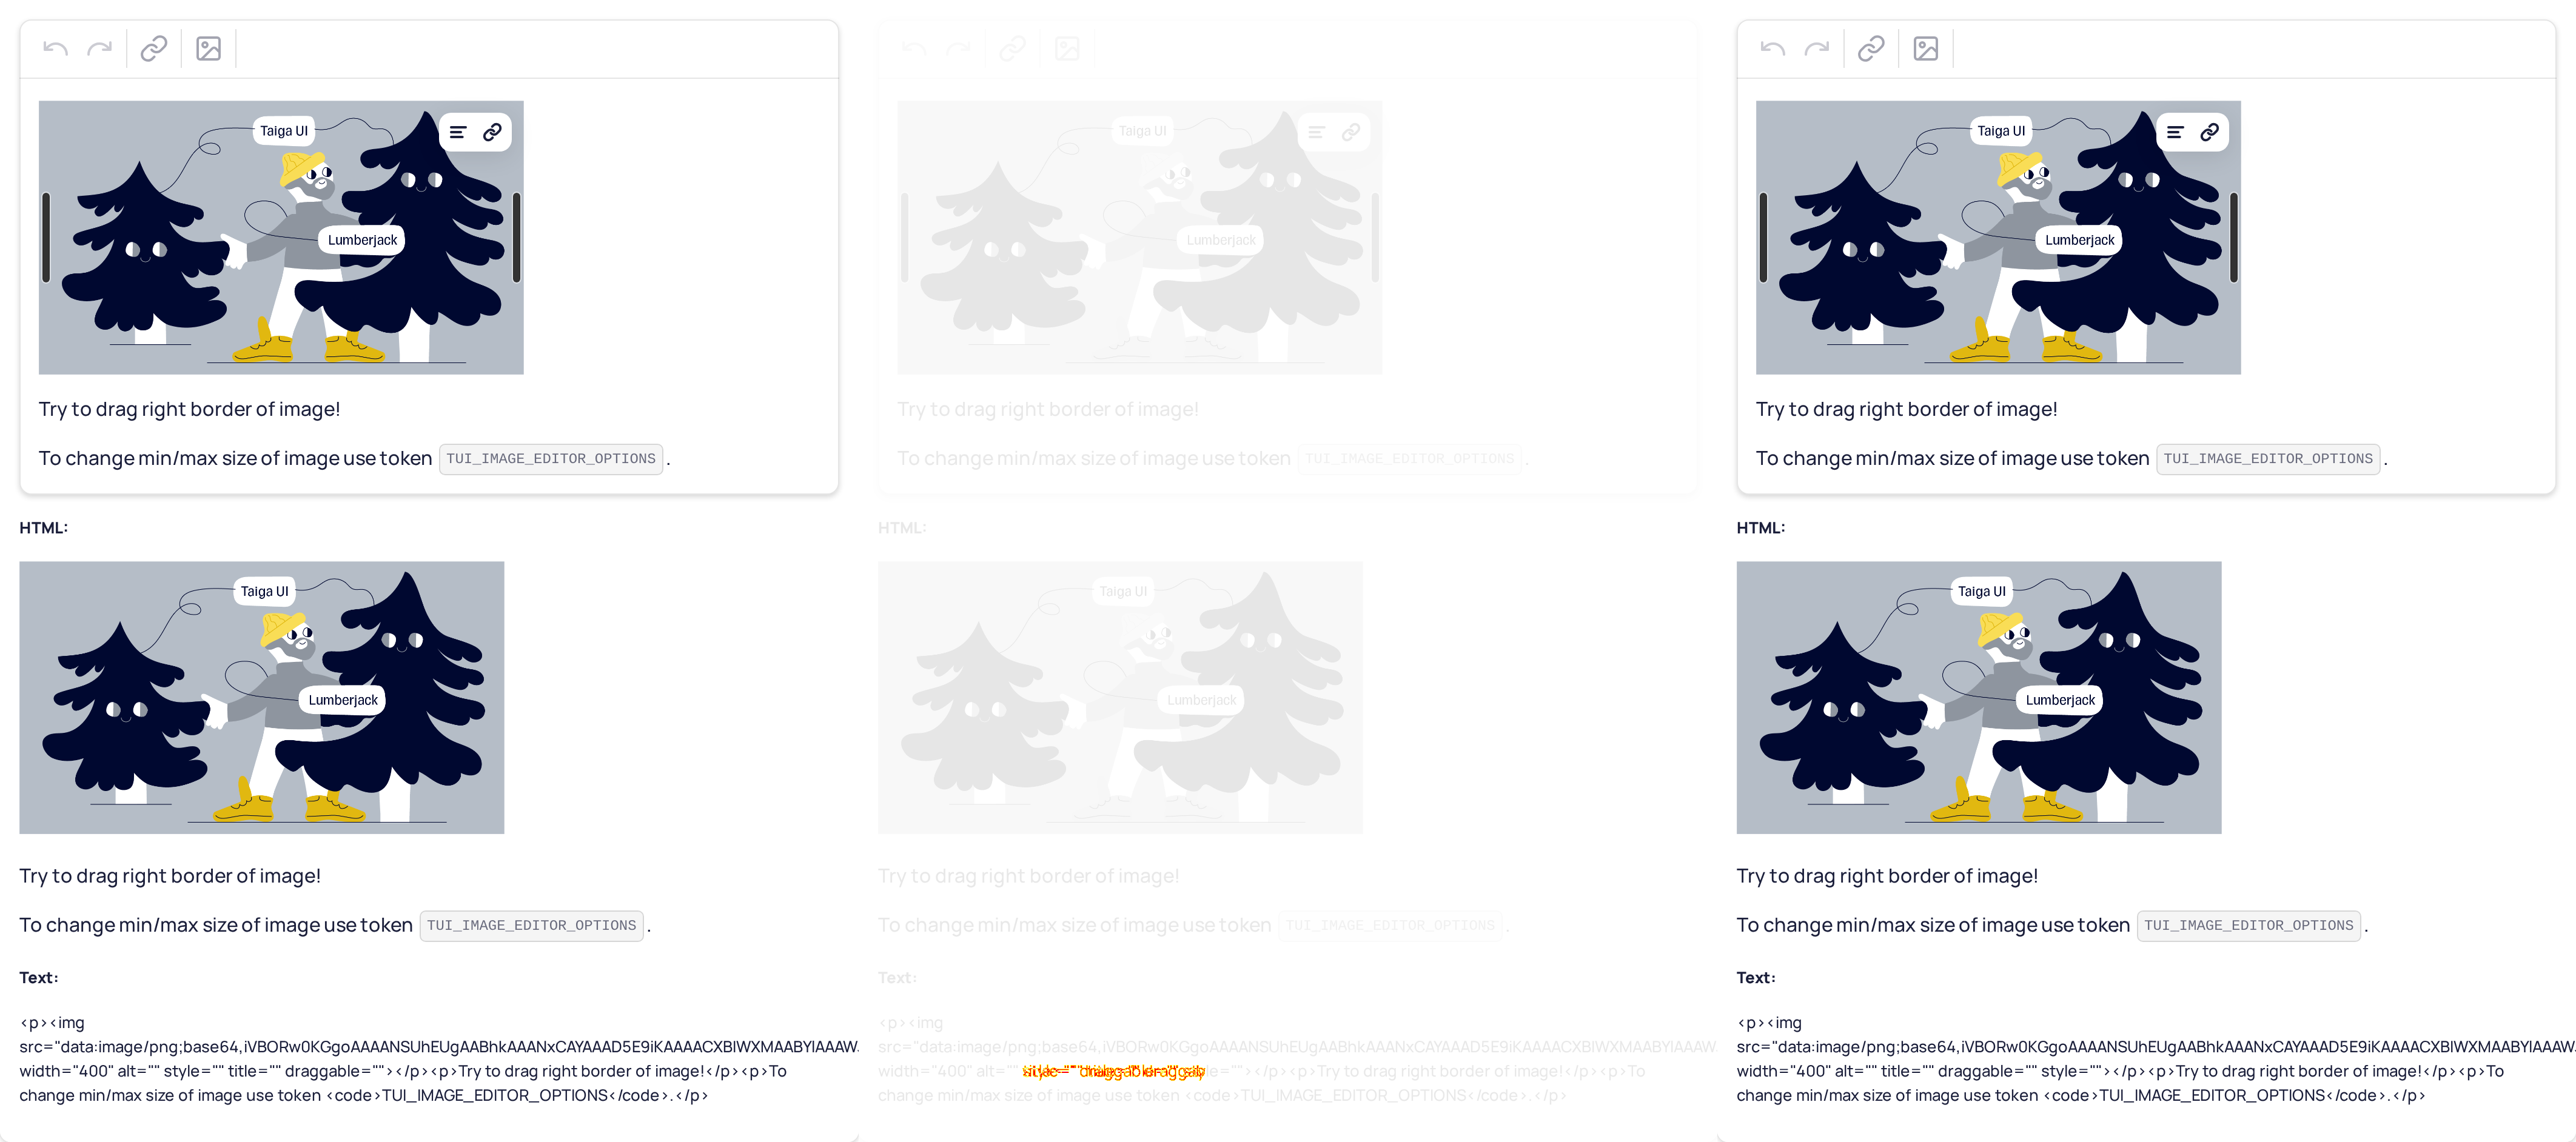 Taiga UI
Lumberjack
Try to drag right border of image!
To change min/max size of image use token TUI_IMAGE_EDITOR_OPTIONS.
HTML:
Taiga UI
Lumberjack
Try to drag right border of image!
To change min/max size of image use token TUI_IMAGE_EDITOR_OPTIONS.
Text:
<p><img
src="data:image/png;base64,iVBORw0KGgoAAAANSUhEUgAABhkAAANxCAYAAAD5E9iKAAAACXBIWXMAABYlAAAW
width="400" alt="" style="" title="" draggable=""></p><p>Try to drag right border of image!</p><p>To
change min/max size of image use token <code>TUI_IMAGE_EDITOR_OPTIONS</code>.</p>
Taiga UI
Lumberjack
Try to drag right border of image!
To change min/max size of image use token TUI_IMAGE_EDITOR_OPTIONS.
HTML:
Taiga UI
Lumberjack
Try to drag right border of image!
To change min/max size of image use token TUI_IMAGE_EDITOR_OPTIONS.
Text:
<p><img
src="data:image/png;base64,iVBORw0KGgoAAAANSUhEUgAABhkAAANxCAYAAAD5E9iKAAAACXBIWXMAABYlAAAW
width="400" alt="" le=""></p><p>Try to drag right border of image!</p><p>To
change min/max size of image use token <code>TUI_IMAGE_EDITOR_OPTIONS</code>.</p>
Taiga UI
Lumberjack
Try to drag right border of image!
To change min/max size of image use token TUI_IMAGE_EDITOR_OPTIONS.
HTML:
Taiga UI
Lumberjack
Try to drag right border of image!
To change min/max size of image use token TUI_IMAGE_EDITOR_OPTIONS.
Text:
<p><img
src="data:image/png;base64,iVBORw0KGgoAAAANSUhEUgAABhkAAANxCAYAAAD5E9iKAAAACXBIWXMAABYlAAAW
width="400" alt="" title="" draggable="" style=""></p><p>Try to drag right border of image!</p><p>To
change min/max size of image use token <code>TUI_IMAGE_EDITOR_OPTIONS</code>.</p>